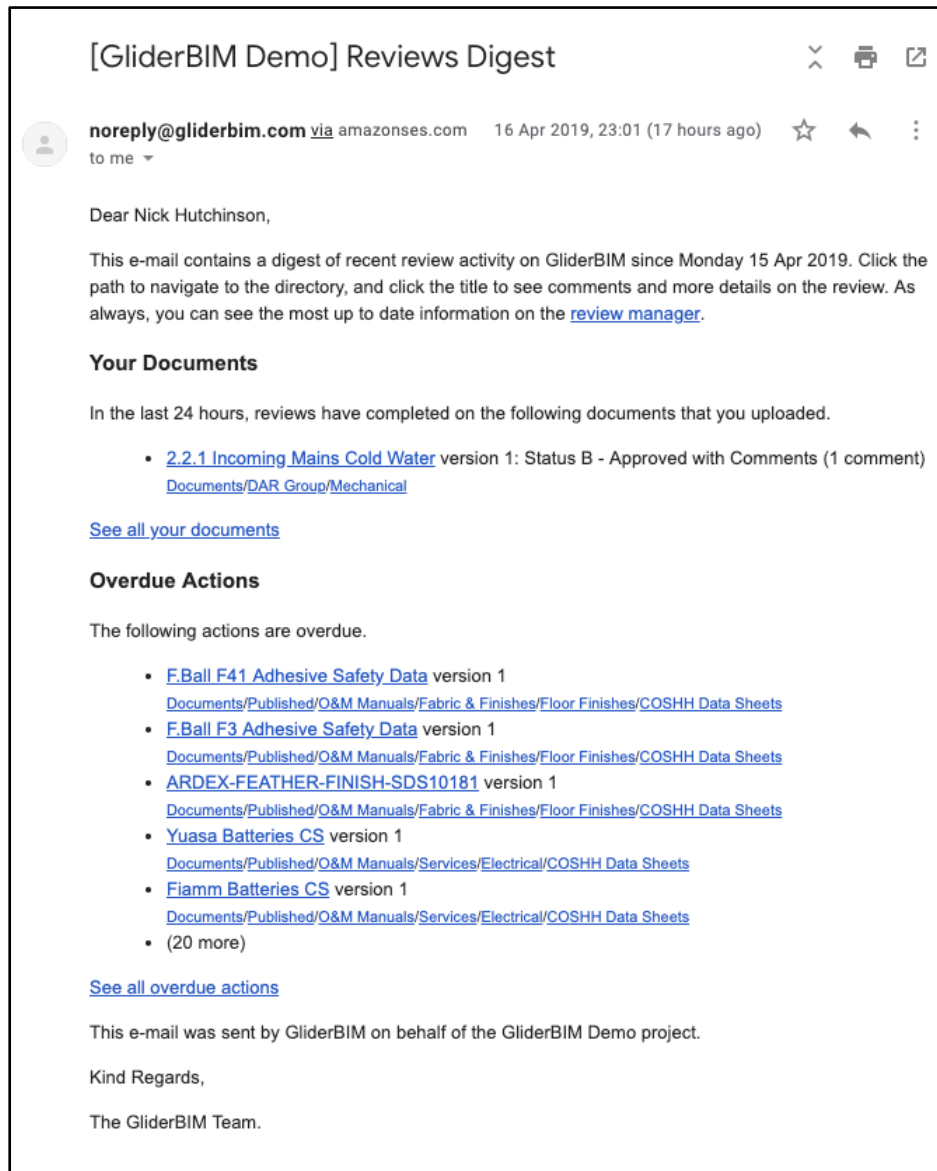 [GliderBIM Demo] Reviews Digest
noreply@gliderbim.com via amazonses.com 16 Apr 2019, 23:01 (17 hours ago)
to me
Dear Nick Hutchinson,
This e-mail contains a digest of recent review activity on GliderBIM since Monday 15 Apr 2019. Click the
path to navigate to the directory, and click the title to see comments and more details on the review. As
always, you can see the most up to date information on the review manager.
Your Documents
In the last 24 hours, reviews have completed on the following documents that you uploaded.
• 2.2.1 Incoming Mains Cold Water version 1: Status B - Approved with Comments (1 comment)
Documents/DAR Group/Mechanical
See all your documents
Overdue Actions
The following actions are overdue.
• F.Ball F41 Adhesive Safety Data version 1
Documents/Published/O&M Manuals/Fabric & Finishes/Floor Finishes/COSHH Data Sheets
• F.Ball F3 Adhesive Safety Data version 1
Documents/Published/O&M Manuals/Fabric & Finishes/Floor Finishes/COSHH Data Sheets
• ARDEX-FEATHER-FINISH-SDS10181 version 1
Documents/Published/O&M Manuals/Fabric & Finishes/Floor Finishes/COSHH Data Sheets
• Yuasa Batteries CS version 1
Documents/Published/O&M Manuals/Services/Electrical/COSHH Data Sheets
• Fiamm Batteries CS version 1
Documents/Published/O&M Manuals/Services/Electrical/COSHH Data Sheets
• (20 more)
See all overdue actions
This e-mail was sent by GliderBIM on behalf of the GliderBIM Demo project.
Kind Regards,
The GliderBIM Team.